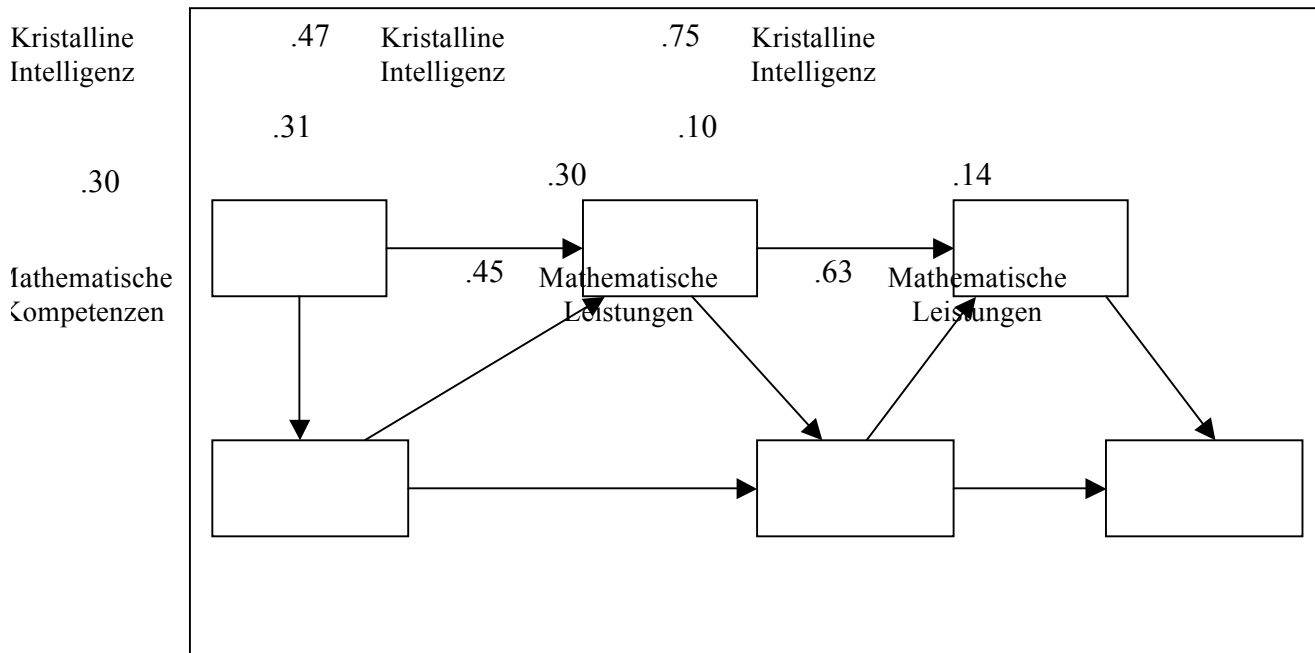 Kristalline
Intelligenz
.47
Kristalline
Intelligenz
.75
Kristalline
Intelligenz
.31
.10
.30
.30
.14
Mathematische
Kompetenzen
.45
Mathematische
Leistungen
.63
Mathematische
Leistungen